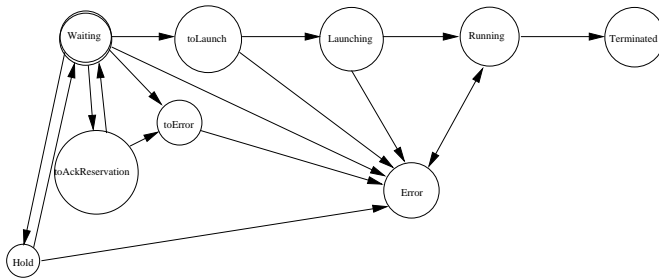 Waiting
toLaunch
Launching
Running
Terminated
toError
toAckReservation
Error
Hold